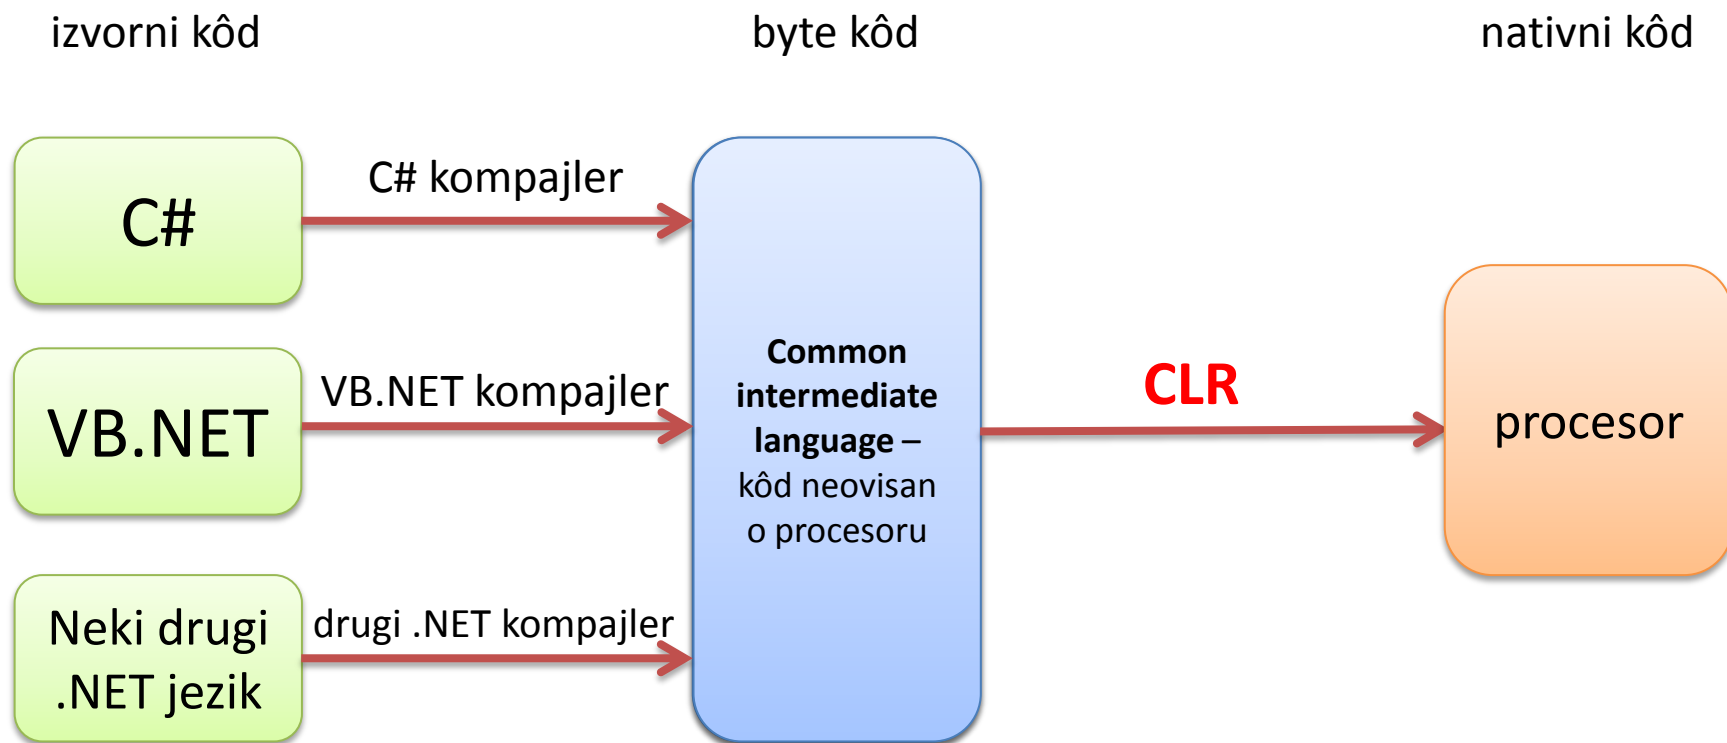 izvorni kôd
byte kôd
nativni kôd
C#
C# kompajler
VB.NET
VB.NET kompajler
Neki drugi
.NET jezik
drugi .NET kompajler
Common
intermediate
language –
kôd neovisan
o procesoru
CLR
procesor